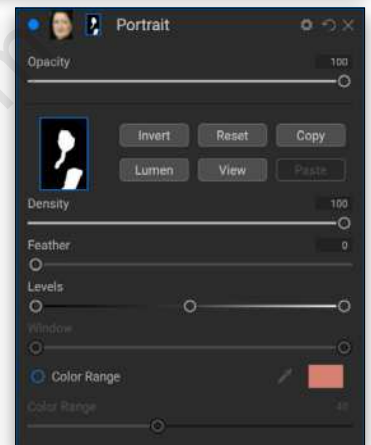 Portrait
Opacity 100
Invert Reset Copy
Lumen View Paste
Density 100
Feather 0
Levels
Window
Color Range
Color Range